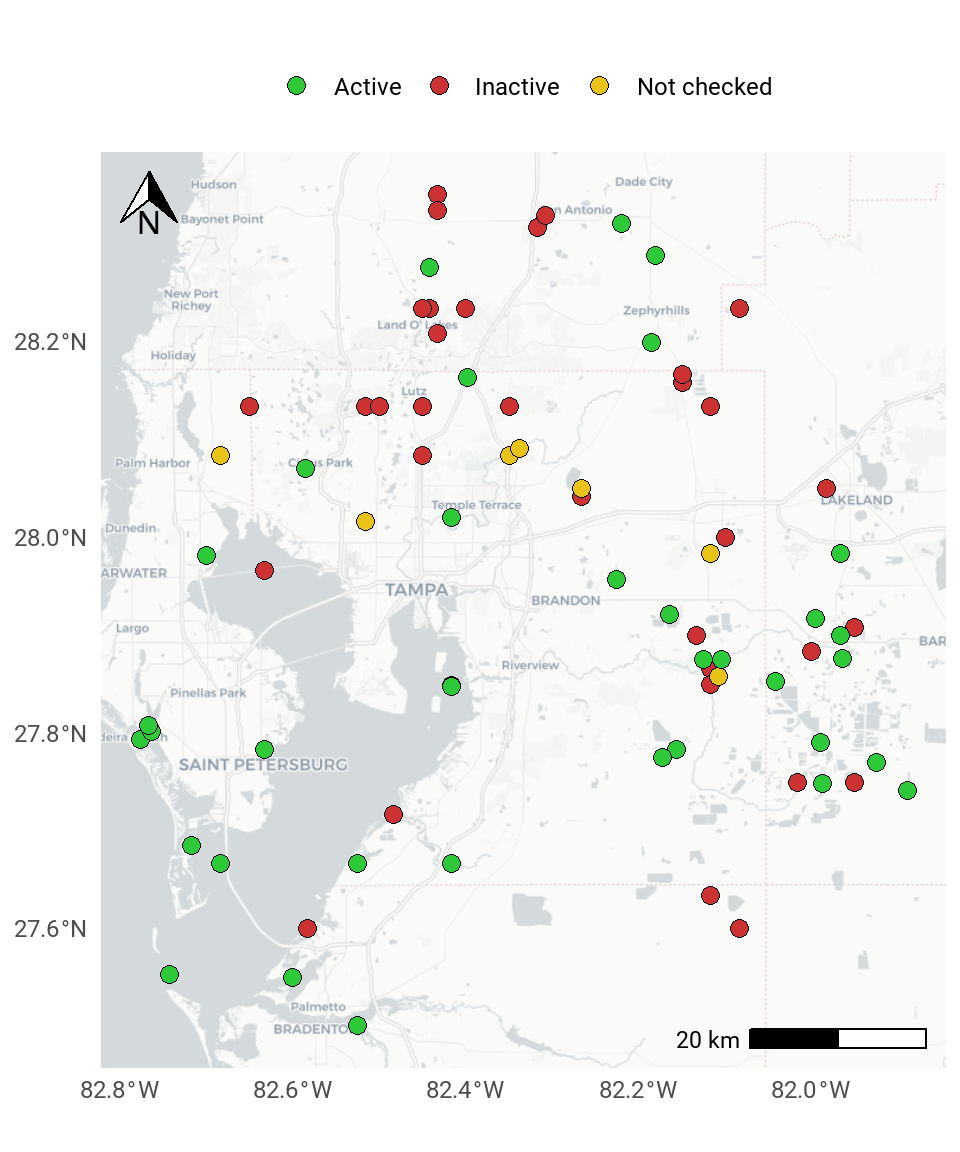 Active Inactive Not checked
Hudson
Dade City
Bayonet Point
n Antonio
N
New Port
Richey
Zephyrhills
Land O' Lakes
28.2°N
Holiday
Lutz
Palm Harbor
Citrus Park
LAKELAND
Temple Terrace
Dunedin
28.0°N
ARWATER
TAMPA
BRANDON
Largo
BAR
Riverview
Pinellas Park
27.8°N
deira
SAINT PETERSBURG
27.6°N
Palmetto
BRADENTO
20 km
82.8°W 82.6°W 82.4°W 82.2°W 82.0°W